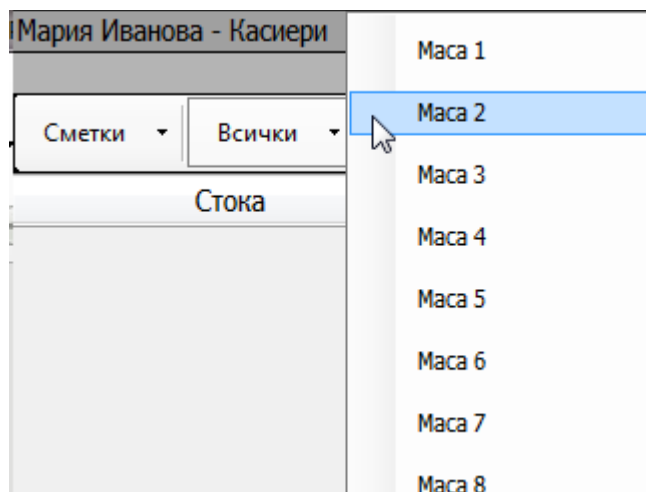 Мария Иванова - Касиери
Сметки
Всички
Стока
Маса 1
Маса 2
Маса 3
Маса 4
Маса 5
Маса 6
Маса 7
Маса 8